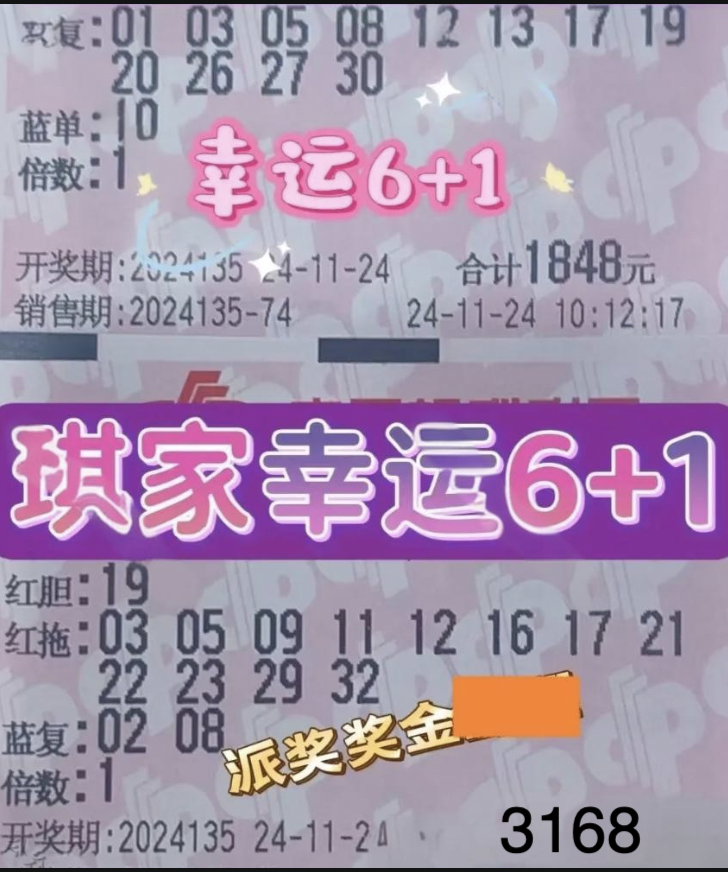 红复:01 03 05 08 12 13 17 19
20 26 27 30
蓝单:10
倍数:1
幸运6+1
开奖期:2024135 24-11-24 合计1848元
销售期:2024135-74 24-11-24 10:12:17
琪家幸运6+1
红胆:19
红拖:03 05 09 11 12 16 17 21
22 23 29 32
蓝复:02 08
派奖奖金
倍数:1
开奖期:2024135 24-11-24
3168